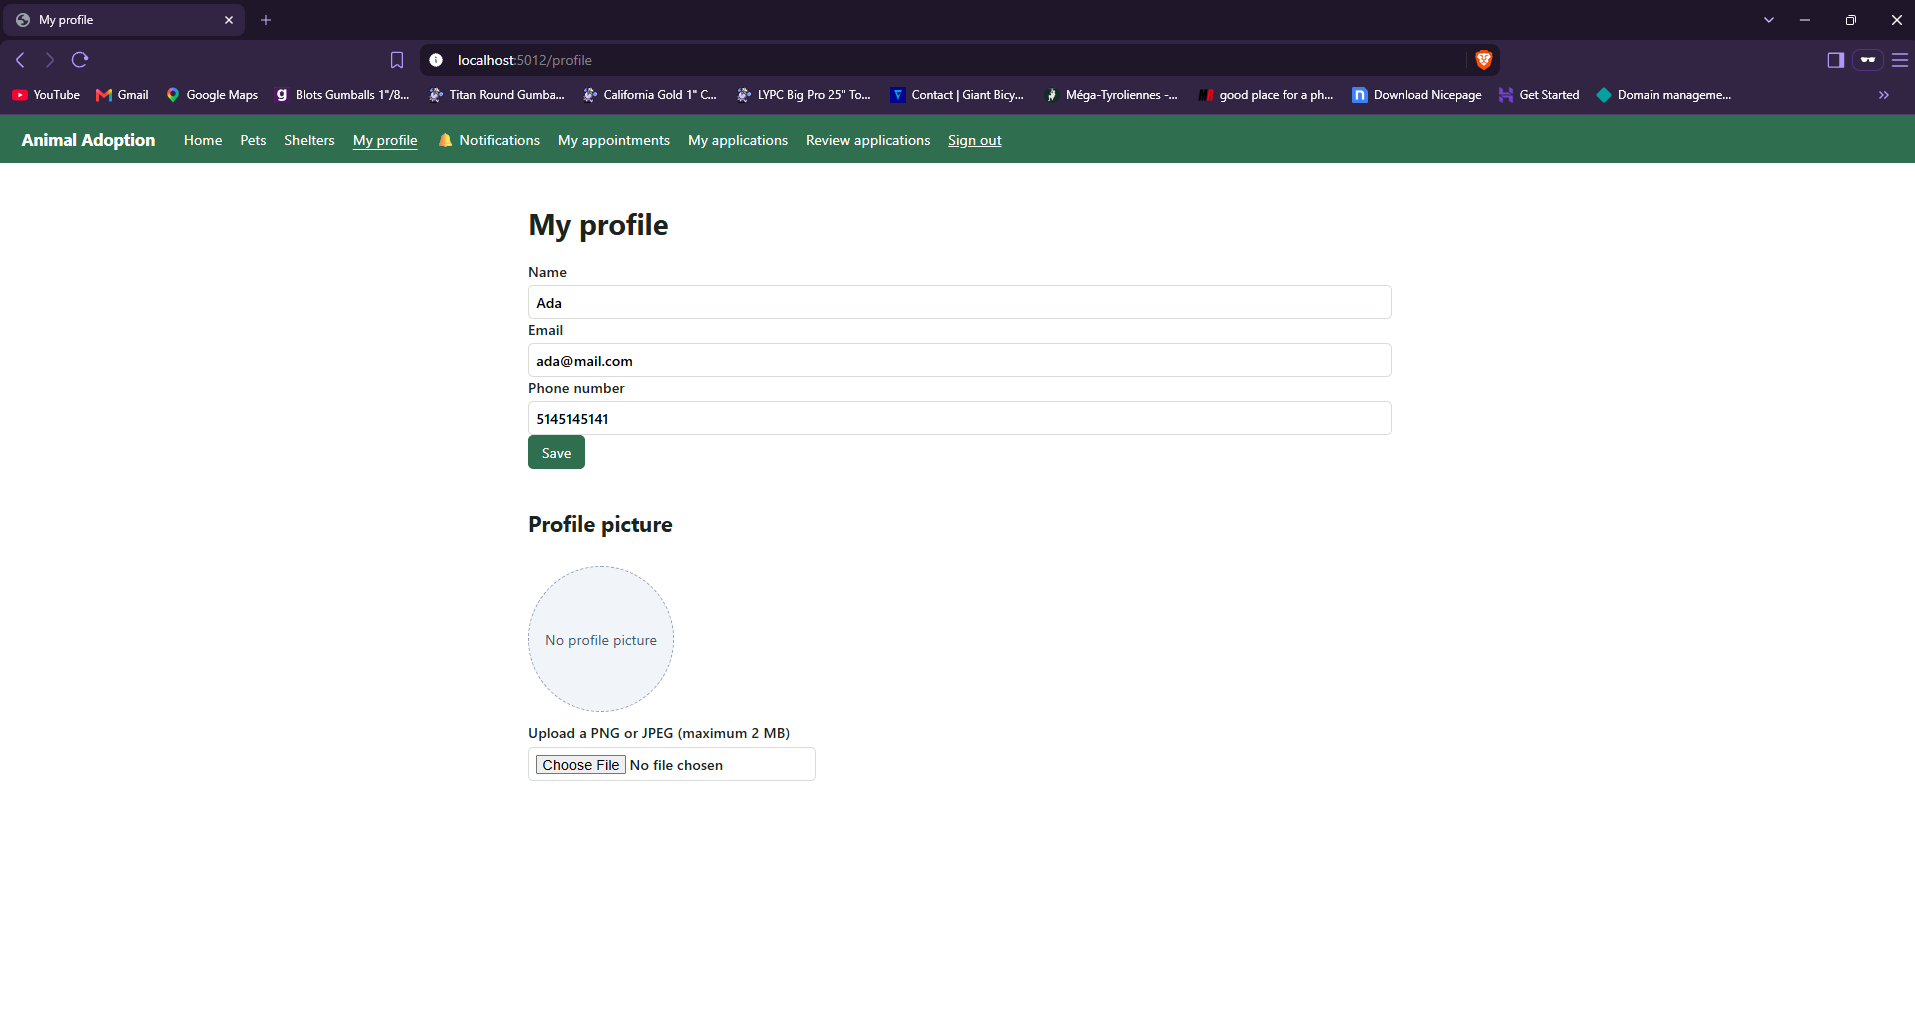 My profile
localhost:5012/profile
YouTube Gmail Google Maps Blots Gumballs 1"/8... Titan Round Gumba... California Gold 1" C... LYPC Big Pro 25" To... Contact | Giant Bicy... Méga-Tyroliennes -... good place for a ph... Download Nicepage Get Started Domain manageme...
Animal Adoption Home Pets Shelters My profile Notifications My appointments My applications Review applications Sign out
My profile
Name
Ada
Email
ada@mail.com
Phone number
5145145141
Save
Profile picture
No profile picture
Upload a PNG or JPEG (maximum 2 MB)
Choose File No file chosen